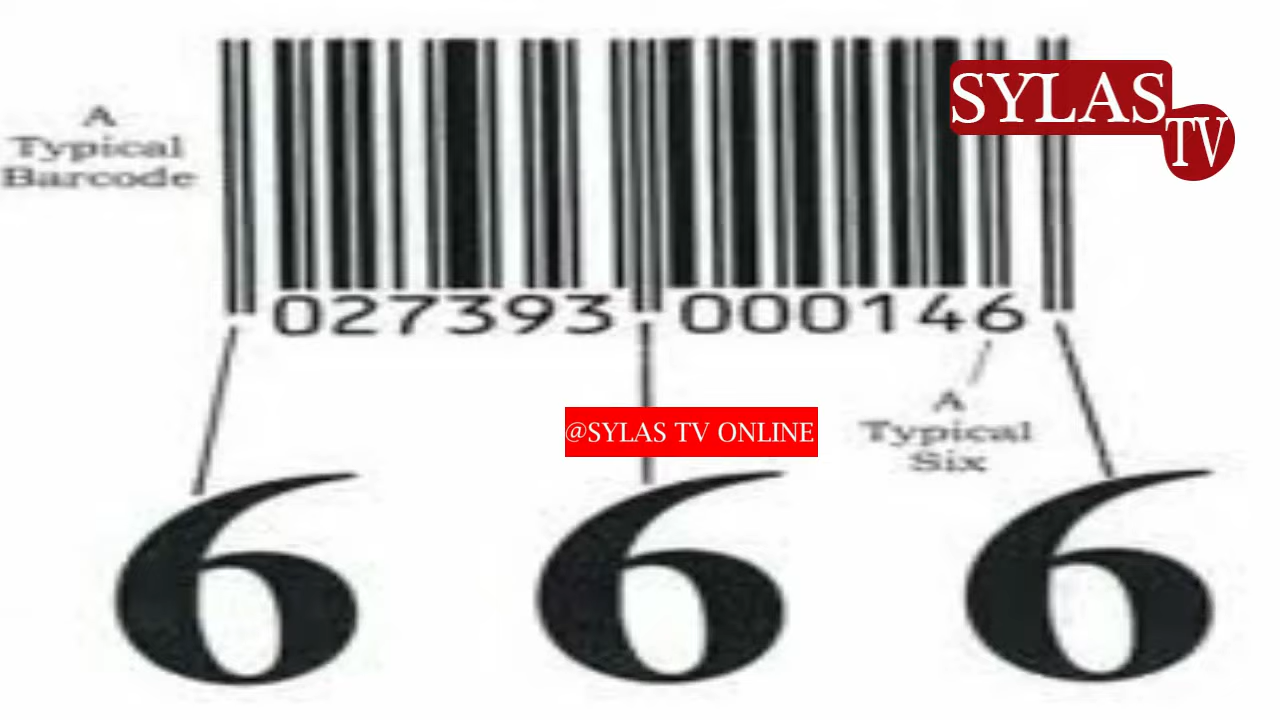 SYLAS
TV
A
Typical
Barcode
027393 000146
A
Typical
Six
@SYLAS TV ONLINE
6 6 6